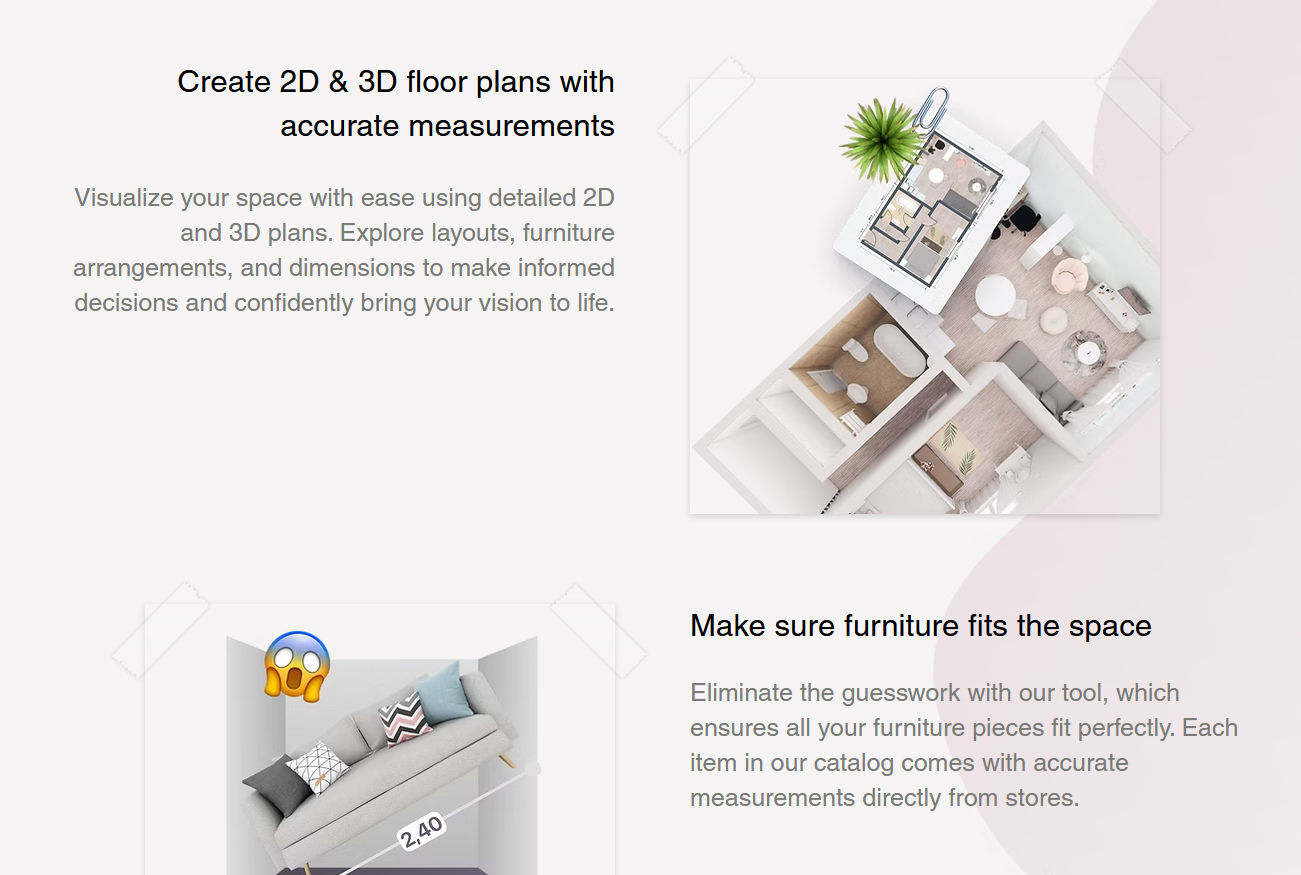 Create 2D & 3D floor plans with
accurate measurements
Visualize your space with ease using detailed 2D
and 3D plans. Explore layouts, furniture
arrangements, and dimensions to make informed
decisions and confidently bring your vision to life.
Make sure furniture fits the space
Eliminate the guesswork with our tool, which
ensures all your furniture pieces fit perfectly. Each
item in our catalog comes with accurate
measurements directly from stores.
2,40